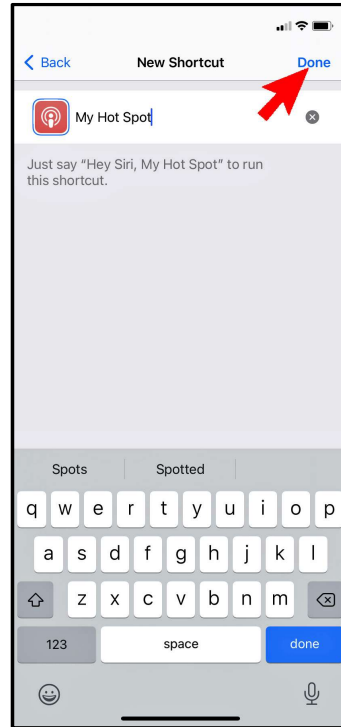 Back New Shortcut Done
My Hot Spot
Just say “Hey Siri, My Hot Spot” to run
this shortcut.
Spots Spotted
q w e r t y u i o p
a s d f g h j k l
z x c v b n m
123 space done